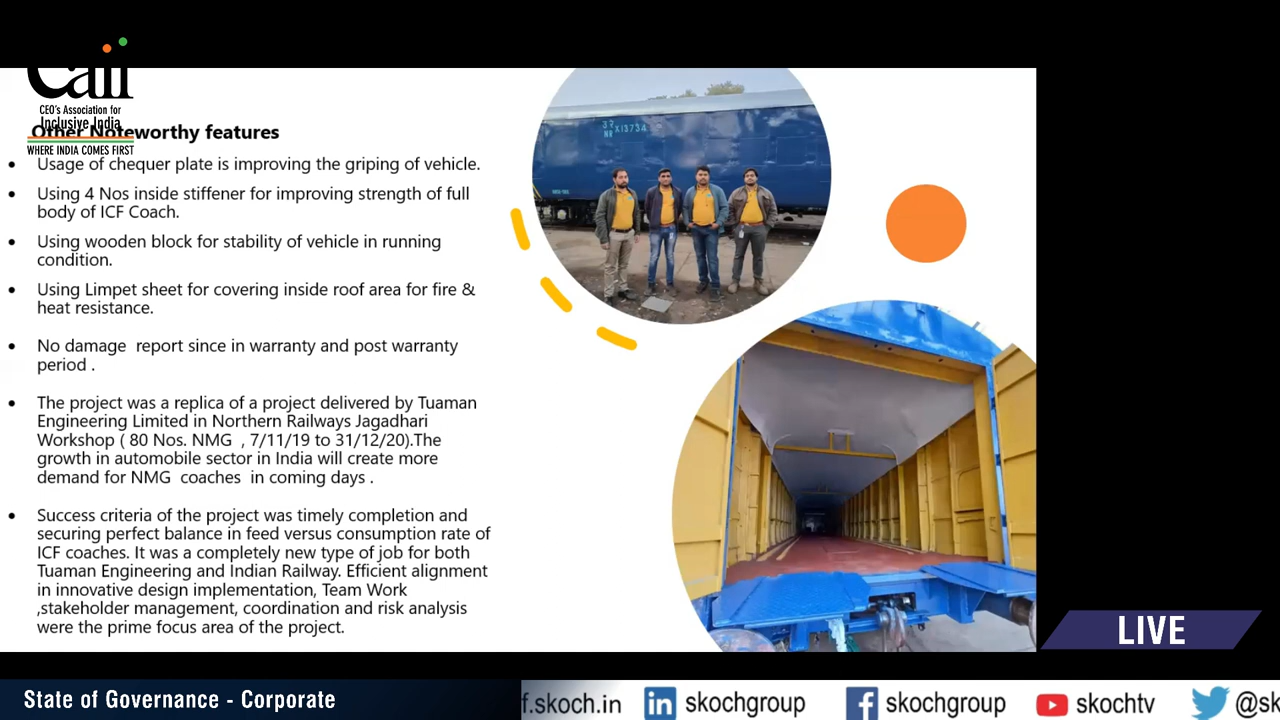 Caii
CEO's Association for
Inclusive India
WHERE INDIA COMES FIRST
Other Noteworthy features
• Usage of chequer plate is improving the griping of vehicle.
• Using 4 Nos inside stiffener for improving strength of full
body of ICF Coach.
• Using wooden block for stability of vehicle in running
condition.
• Using Limpet sheet for covering inside roof area for fire &
heat resistance.
• No damage report since in warranty and post warranty
period .
• The project was a replica of a project delivered by Tuaman
Engineering Limited in Northern Railways Jagadhari
Workshop ( 80 Nos. NMG , 7/11/19 to 31/12/20).The
growth in automobile sector in India will create more
demand for NMG coaches in coming days .
• Success criteria of the project was timely completion and
securing perfect balance in feed versus consumption rate of
ICF coaches. It was a completely new type of job for both
Tuaman Engineering and Indian Railway. Efficient alignment
in innovative design implementation, Team Work
,stakeholder management, coordination and risk analysis
were the prime focus area of the project.
उरे
NR X13734
LIVE
State of Governance - Corporate
f.skoch.in
in skochgroup
f skochgroup
skochtv
@sk